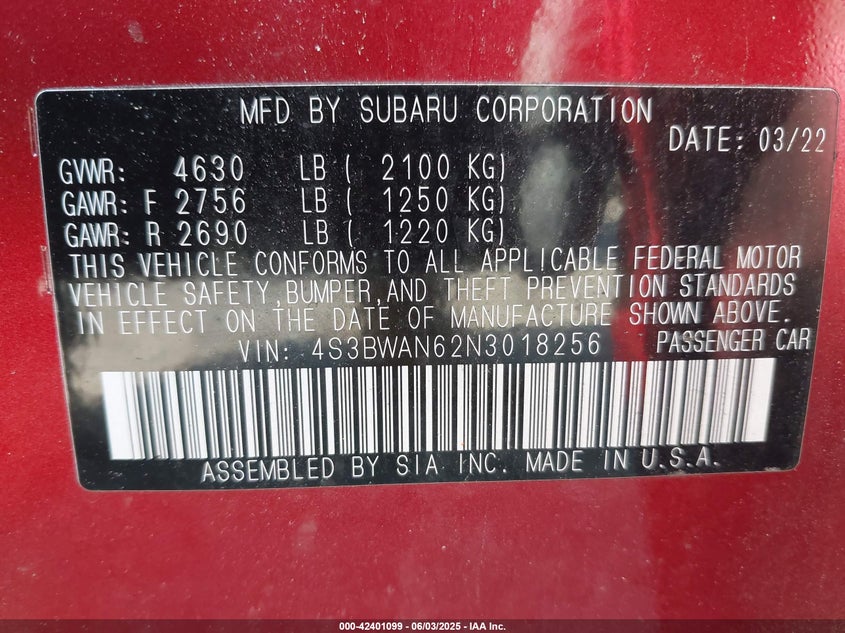 MFD BY SUBARU CORPORATION
DATE: 03/22
GVWR: 4630 LB ( 2100 KG)
GAWR: F 2756 LB ( 1250 KG)
GAWR: R 2690 LB ( 1220 KG)
THIS VEHICLE CONFORMS TO ALL APPLICABLE FEDERAL MOTOR
VEHICLE SAFETY,BUMPER,AND THEFT PREVENTION STANDARDS
IN EFFECT ON THE DATE OF MANUFACTURE SHOWN ABOVE.
VIN: 4S3BWAN62N3018256 PASSENGER CAR
ASSEMBLED BY SIA INC. MADE IN U.S.A.
000-42401099 - 06/03/2025 - IAA Inc.